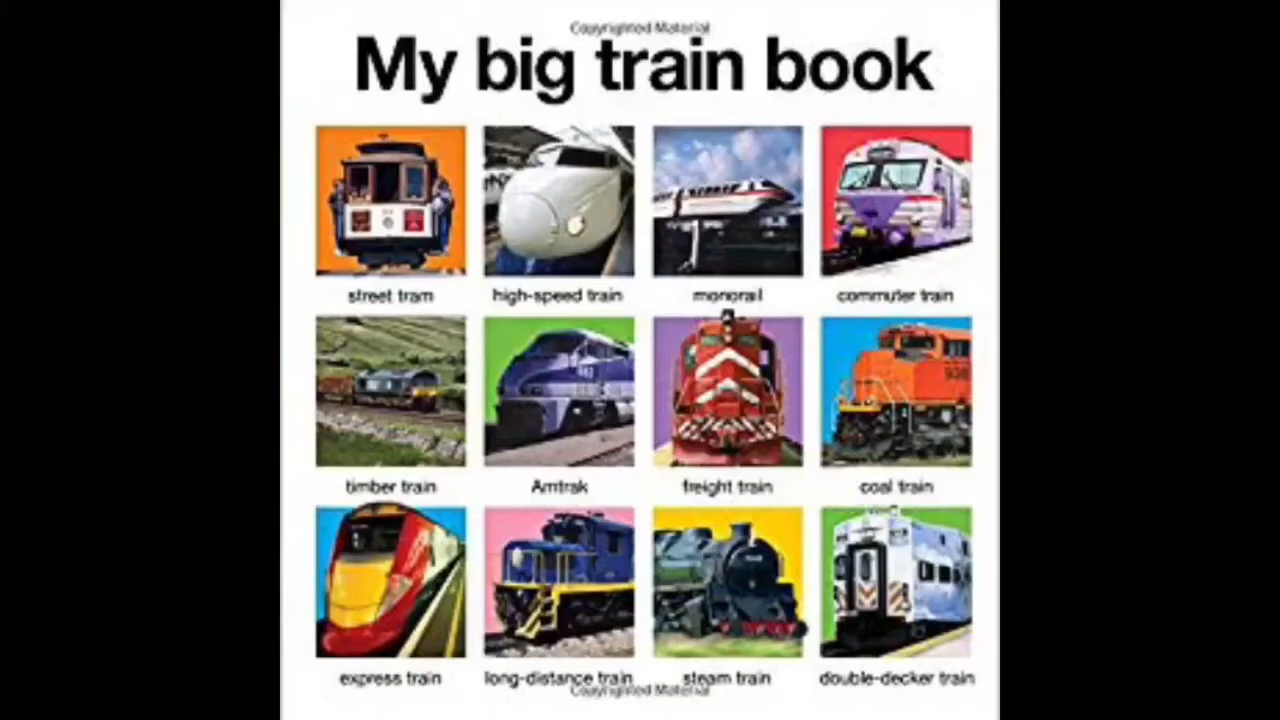 Copyrighted Material
My big train book
street tram
high-speed train
monorail
commuter train
timber train
Amtrak
freight train
coal train
express train
long-distance train
steam train
double-decker train
Copyrighted Material